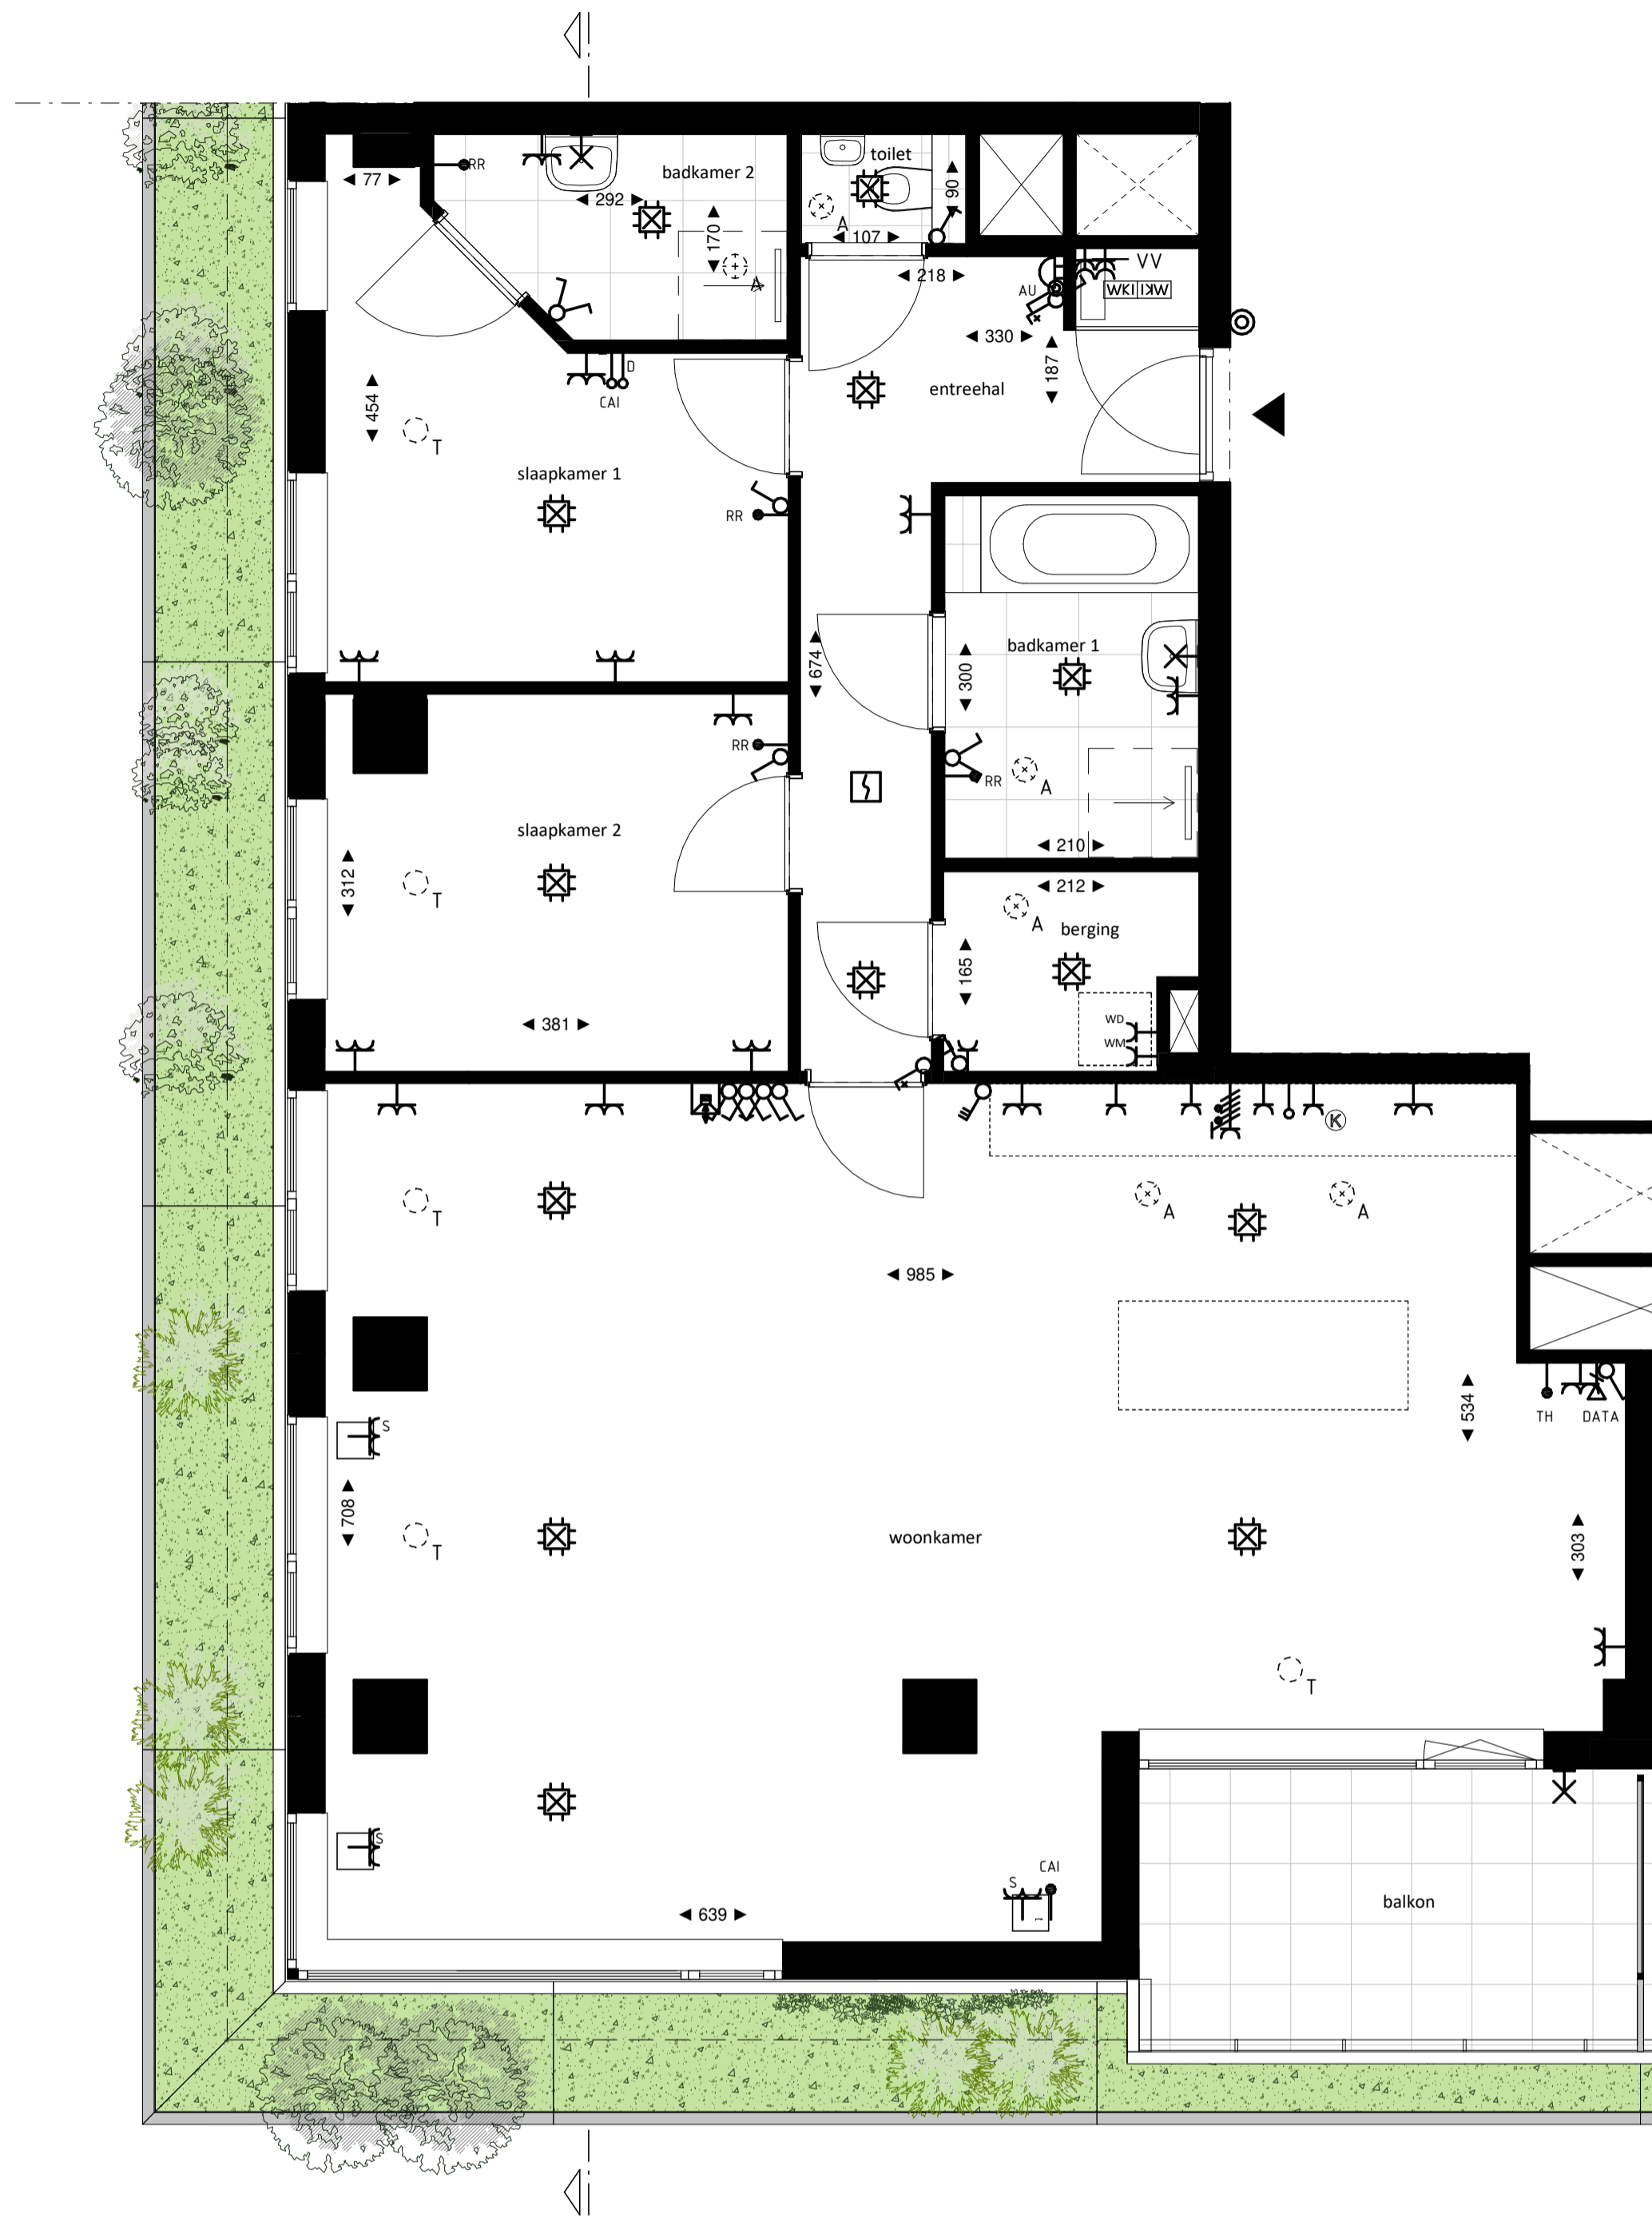 RR
badkamer 2
toilet
77
292
170
A
A
90
107
218
VV
AU
WKI WKI
330
187
D
CAI
454
T
entreehal
slaapkamer 1
RR
badkamer 1
674
300
RR
RR
A
slaapkamer 2
210
312
T
212
A
berging
165
381
WD
WM
K
T
A
A
985
534
TH
DATA
S
708
T
woonkamer
303
T
S
CAI
S
639
balkon